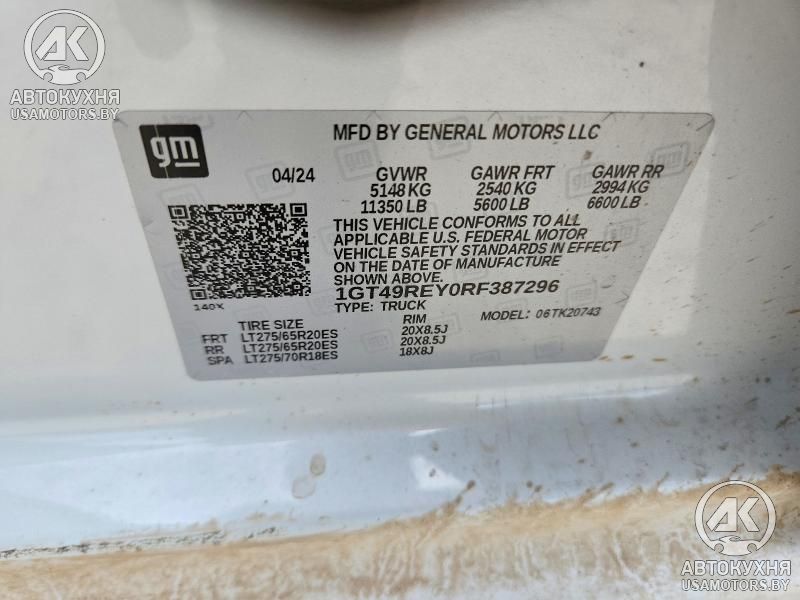 AK
АВТОКУХНЯ
USAMOTORS.BY
gm
MFD BY GENERAL MOTORS LLC
04/24 GVWR GAWR FRT GAWR RR
5148 KG 2540 KG 2994 KG
11350 LB 5600 LB 6600 LB
THIS VEHICLE CONFORMS TO ALL
APPLICABLE U.S. FEDERAL MOTOR
VEHICLE SAFETY STANDARDS IN EFFECT
ON THE DATE OF MANUFACTURE
SHOWN ABOVE.
140X
1GT49REY0RF387296
TYPE: TRUCK MODEL: 06TK20743
TIRE SIZE RIM
FRT LT275/65R20ES 20X8.5J
RR LT275/65R20ES 20X8.5J
SPA LT275/70R18ES 18X8J
AK
АВТОКУХНЯ
USAMOTORS.BY